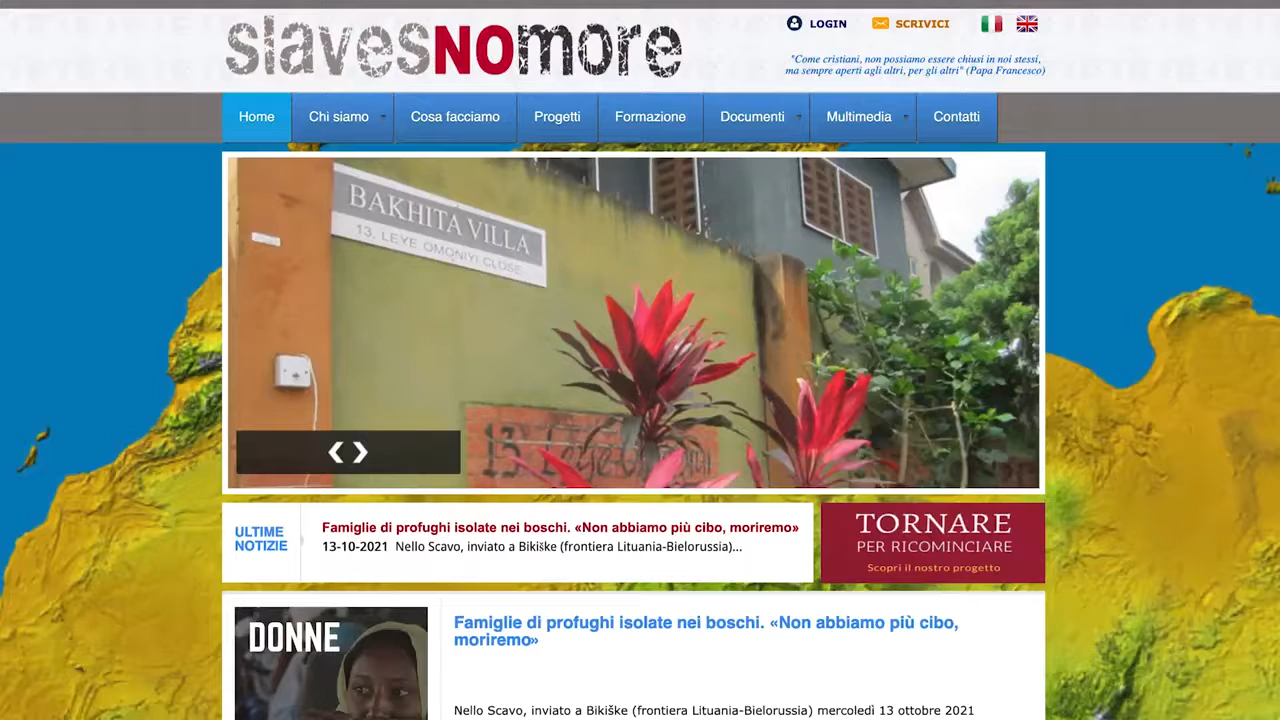 slavesNOmore
LOGIN
SCRIVICI
"Come cristiani, non possiamo essere chiusi in noi stessi,
ma sempre aperti agli altri, per gli altri" (Papa Francesco)
Home
Chi siamo
Cosa facciamo
Progetti
Formazione
Documenti
Multimedia
Contatti
BAKHITA VILLA
13, LEYE OMONIYI CLOSE
13 Leye
ULTIME
NOTIZIE
Famiglie di profughi isolate nei boschi. «Non abbiamo più cibo, moriremo»
13-10-2021 Nello Scavo, inviato a Bikiške (frontiera Lituania-Bielorussia)...
TORNARE
PER RICOMINCIARE
Scopri il nostro progetto
DONNE
Famiglie di profughi isolate nei boschi. «Non abbiamo più cibo,
moriremo»
Nello Scavo, inviato a Bikiške (frontiera Lituania-Bielorussia) mercoledì 13 ottobre 2021